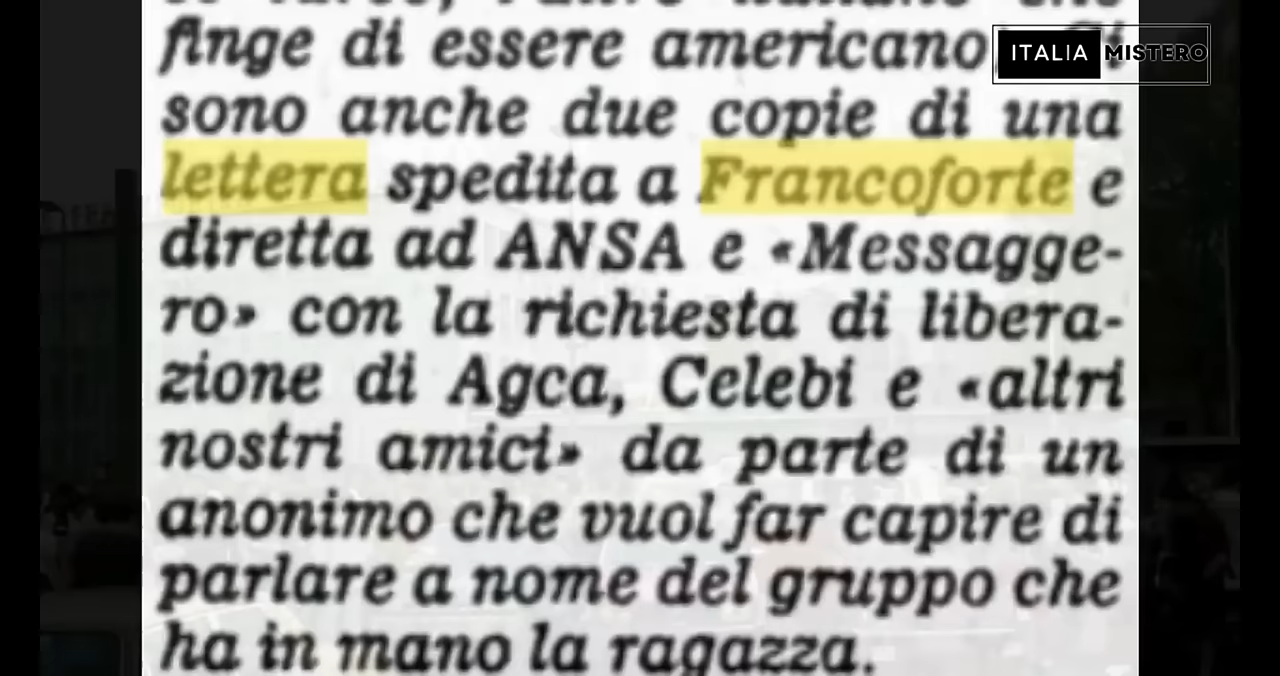 finge di essere americano
ITALIA MISTERO
sono anche due copie di una
lettera spedita a Francoforte e
diretta ad ANSA e «Messagge-
ro» con la richiesta di libera-
zione di Agca, Celebi e «altri
nostri amici» da parte di un
anonimo che vuol far capire di
parlare a nome del gruppo che
ha in mano la ragazza.